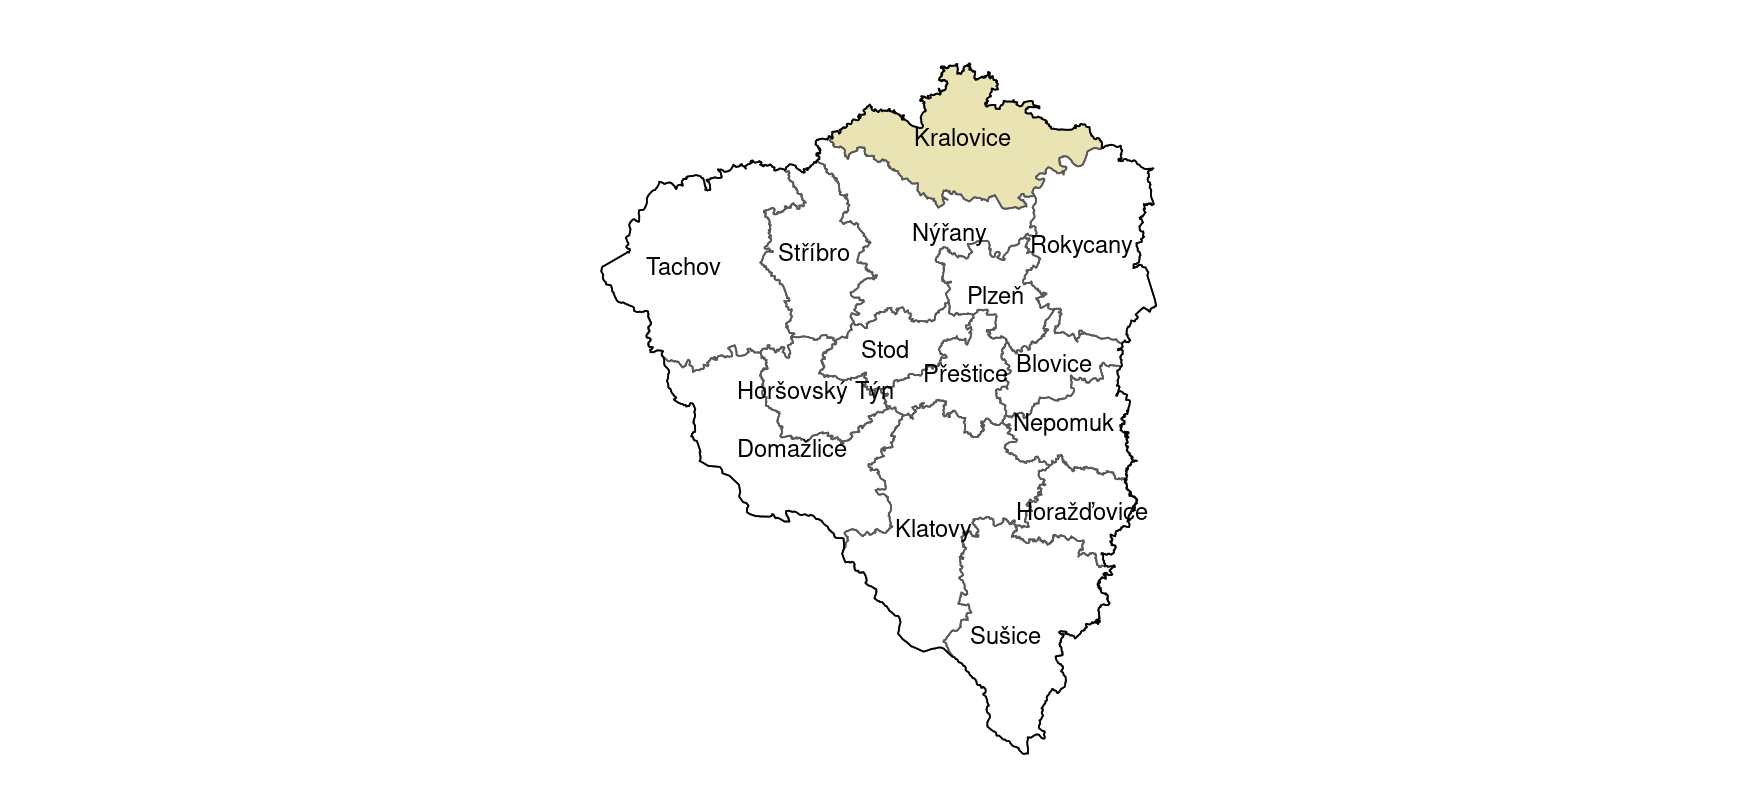 Kralovice
Nýřany
Rokycany
Stříbro
Tachov
Plzeň
Stod
Blovice
Přeštice
Horšovský Týn
Nepomuk
Domažlice
Horažďovice
Klatovy
Sušice